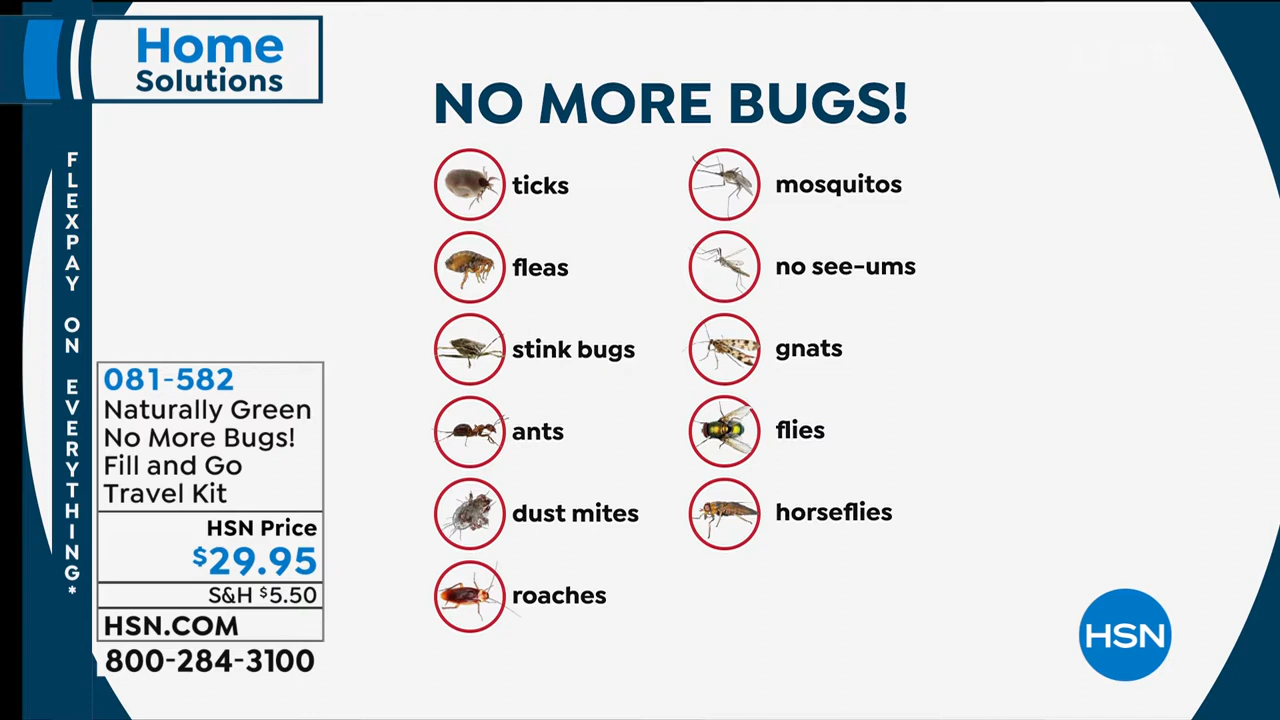 Home
Solutions
NO MORE BUGS!
ticks
fleas
stink bugs
ants
dust mites
roaches
mosquitos
no see-ums
gnats
flies
horseflies
FLEXPAY ON EVERYTHING*
081-582
Naturally Green
No More Bugs!
Fill and Go
Travel Kit
HSN Price
$29.95
S&H $5.50
HSN.COM
800-284-3100
HSN